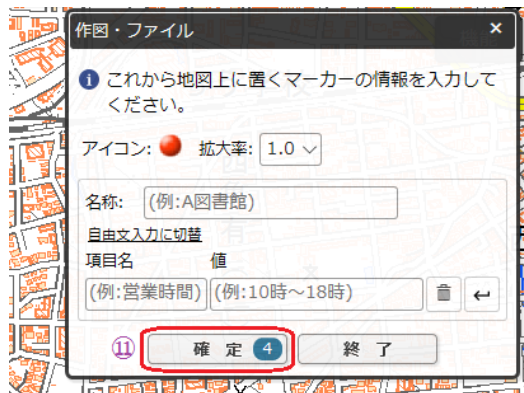 作図・ファイル ×
これから地図上に置くマーカーの情報を入力して
ください。
アイコン: 拡大率: 1.0
名称: (例:A図書館)
自由文入力に切替
項目名 値
(例:営業時間) (例:10時～18時)
⑪ 確 定 4 終 了